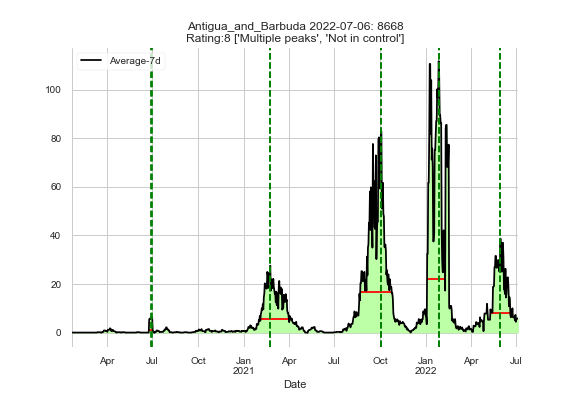 Antigua_and_Barbuda 2022-07-06: 8668
Rating:8 ['Multiple peaks', 'Not in control']
Average-7d
100
80
60
40
20
0
Apr Jul Oct Jan Apr Jul Oct Jan Apr Jul
2021 2022
Date